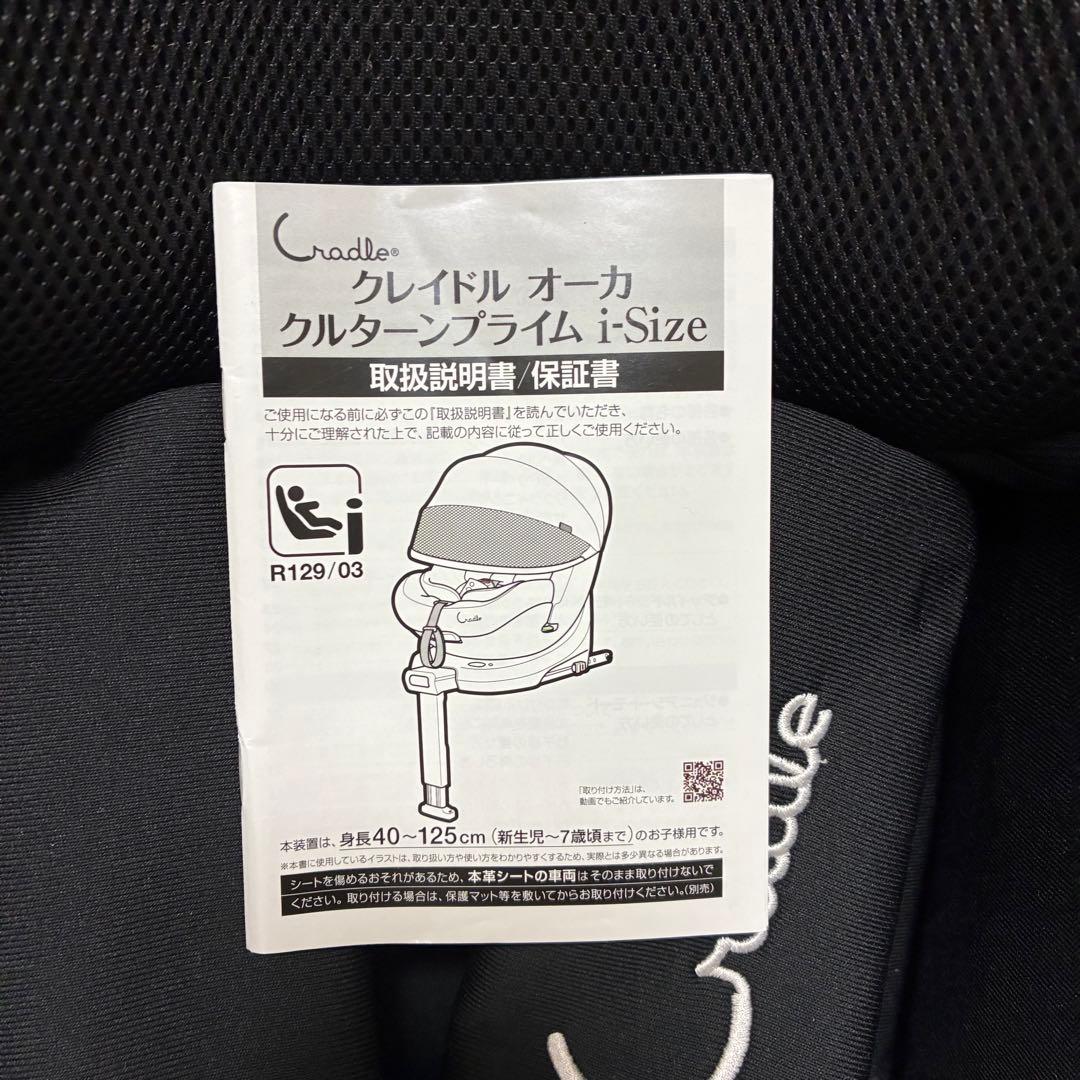 Cradle®
クレイドル オーカ
クルターンプライム i-Size
取扱説明書/保証書
ご使用になる前に必ずこの『取扱説明書』を読んでいただき、
十分にご理解された上で、記載の内容に従って正しくご使用ください。
i
R129/03
Cradle
「取り付け方法」は、
動画でもご紹介しています。
本装置は、身長40～125cm（新生児～7歳頃まで）のお子様用です。
※本書に使用しているイラストは、取り扱い方や使い方をわかりやすくするため、実際とは多少異なる場合があります。
シートを傷めるおそれがあるため、本革シートの車両はそのまま取り付けないで
ください。取り付ける場合は、保護マット等を敷いてからお取り付けください。（別売）
Cradle